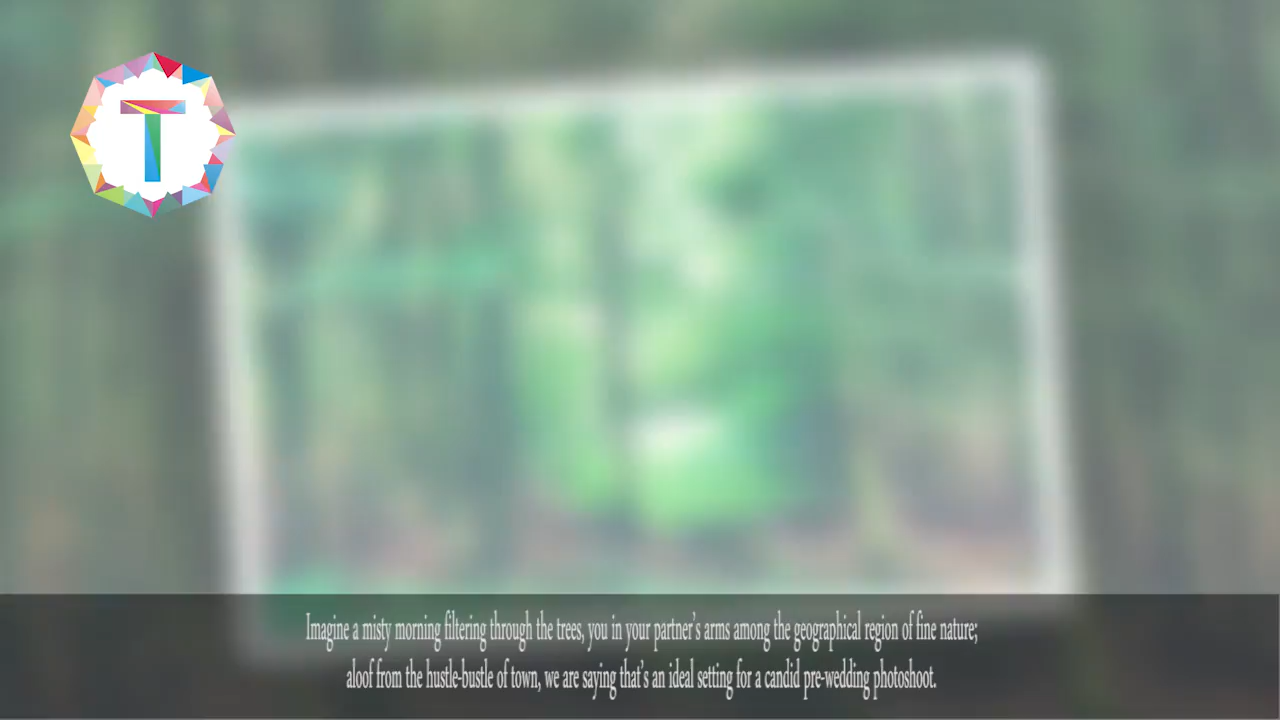 T
Imagine a misty morning filtering through the trees, you in your partner's arms among the geographical region of fine nature;
aloof from the hustle-bustle of town, we are saying that's an ideal setting for a candid pre-wedding photoshoot.